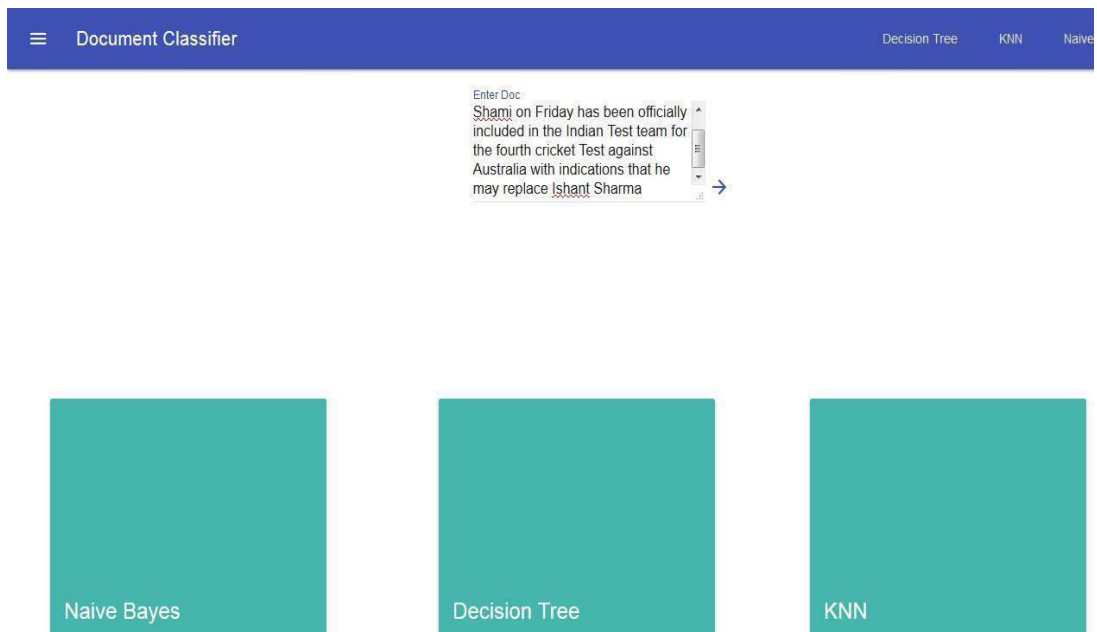 Document Classifier
Decision Tree KNN Naive
Enter Doc
Shami on Friday has been officially
included in the Indian Test team for
the fourth cricket Test against
Australia with indications that he
may replace Ishant Sharma
Naive Bayes
Decision Tree
KNN